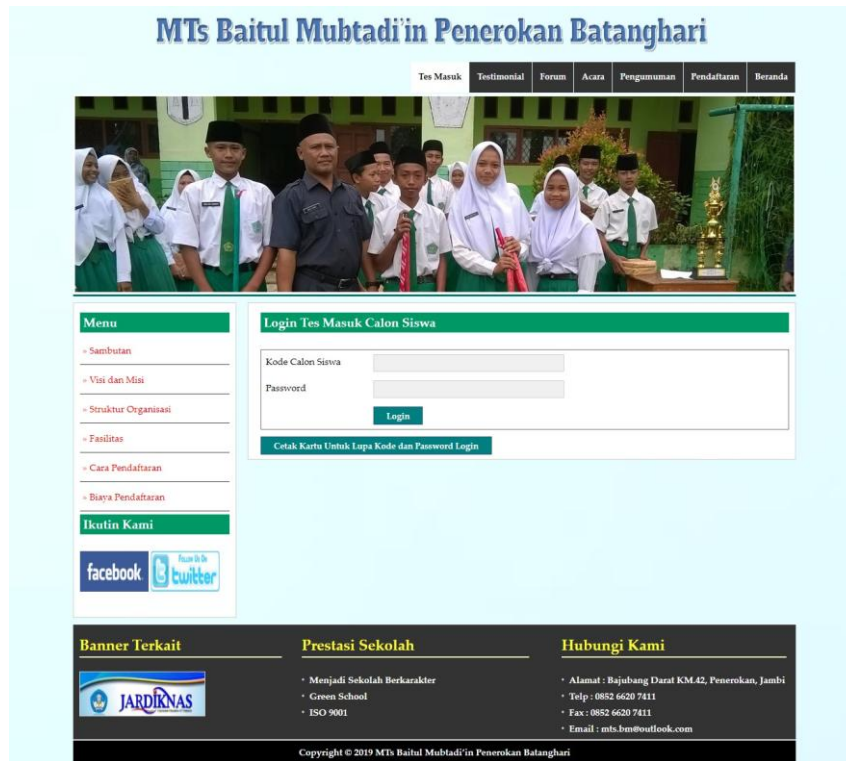 MTs Baitul Mubtadi'in Penerokan Batanghari
Tes Masuk Testimonial Forum Acara Pengumuman Pendaftaran Beranda
Menu
» Sambutan
» Visi dan Misi
» Struktur Organisasi
» Fasilitas
» Cara Pendaftaran
» Biaya Pendaftaran
Ikutin Kami
facebook
Follow Us On
twitter
Login Tes Masuk Calon Siswa
Kode Calon Siswa
Password
Login
Cetak Kartu Untuk Lupa Kode dan Password Login
Banner Terkait
JARDIKNAS
Prestasi Sekolah
• Menjadi Sekolah Berkarakter
• Green School
• ISO 9001
Hubungi Kami
• Alamat : Bajubang Darat KM.42, Penerokan, Jambi
• Telp : 0852 6620 7411
• Fax : 0852 6620 7411
• Email : mts.bm@outlook.com
Copyright © 2019 MTs Baitul Mubtadi'in Penerokan Batanghari